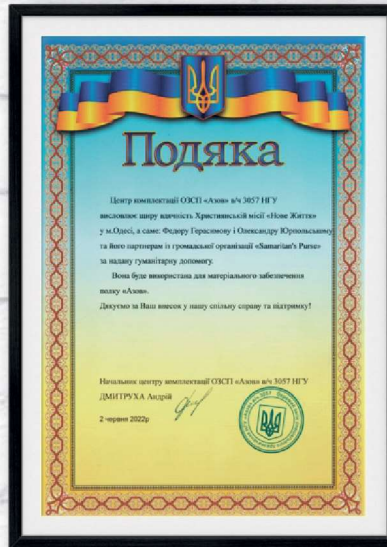 Подяка
Центр комплектації ОЗСП «Азов» в/ч 3057 НГУ
висловлює щиру вдячність Християнській місії «Нове Життя»
у м.Одесі, а саме: Федору Герасимову і Олександру Юрпольському
та його партнерам із громадської організації «Samaritan's Purse»
за надану гуманітарну допомогу.
Вона буде використана для матеріального забезпечення
полку «Азов».
Дякуємо за Ваш внесок у нашу спільну справу та підтримку!
Начальник центру комплектації ОЗСП «Азов» в/ч 3057 НГУ
ДМИТРУХА Андрій
2 червня 2022р